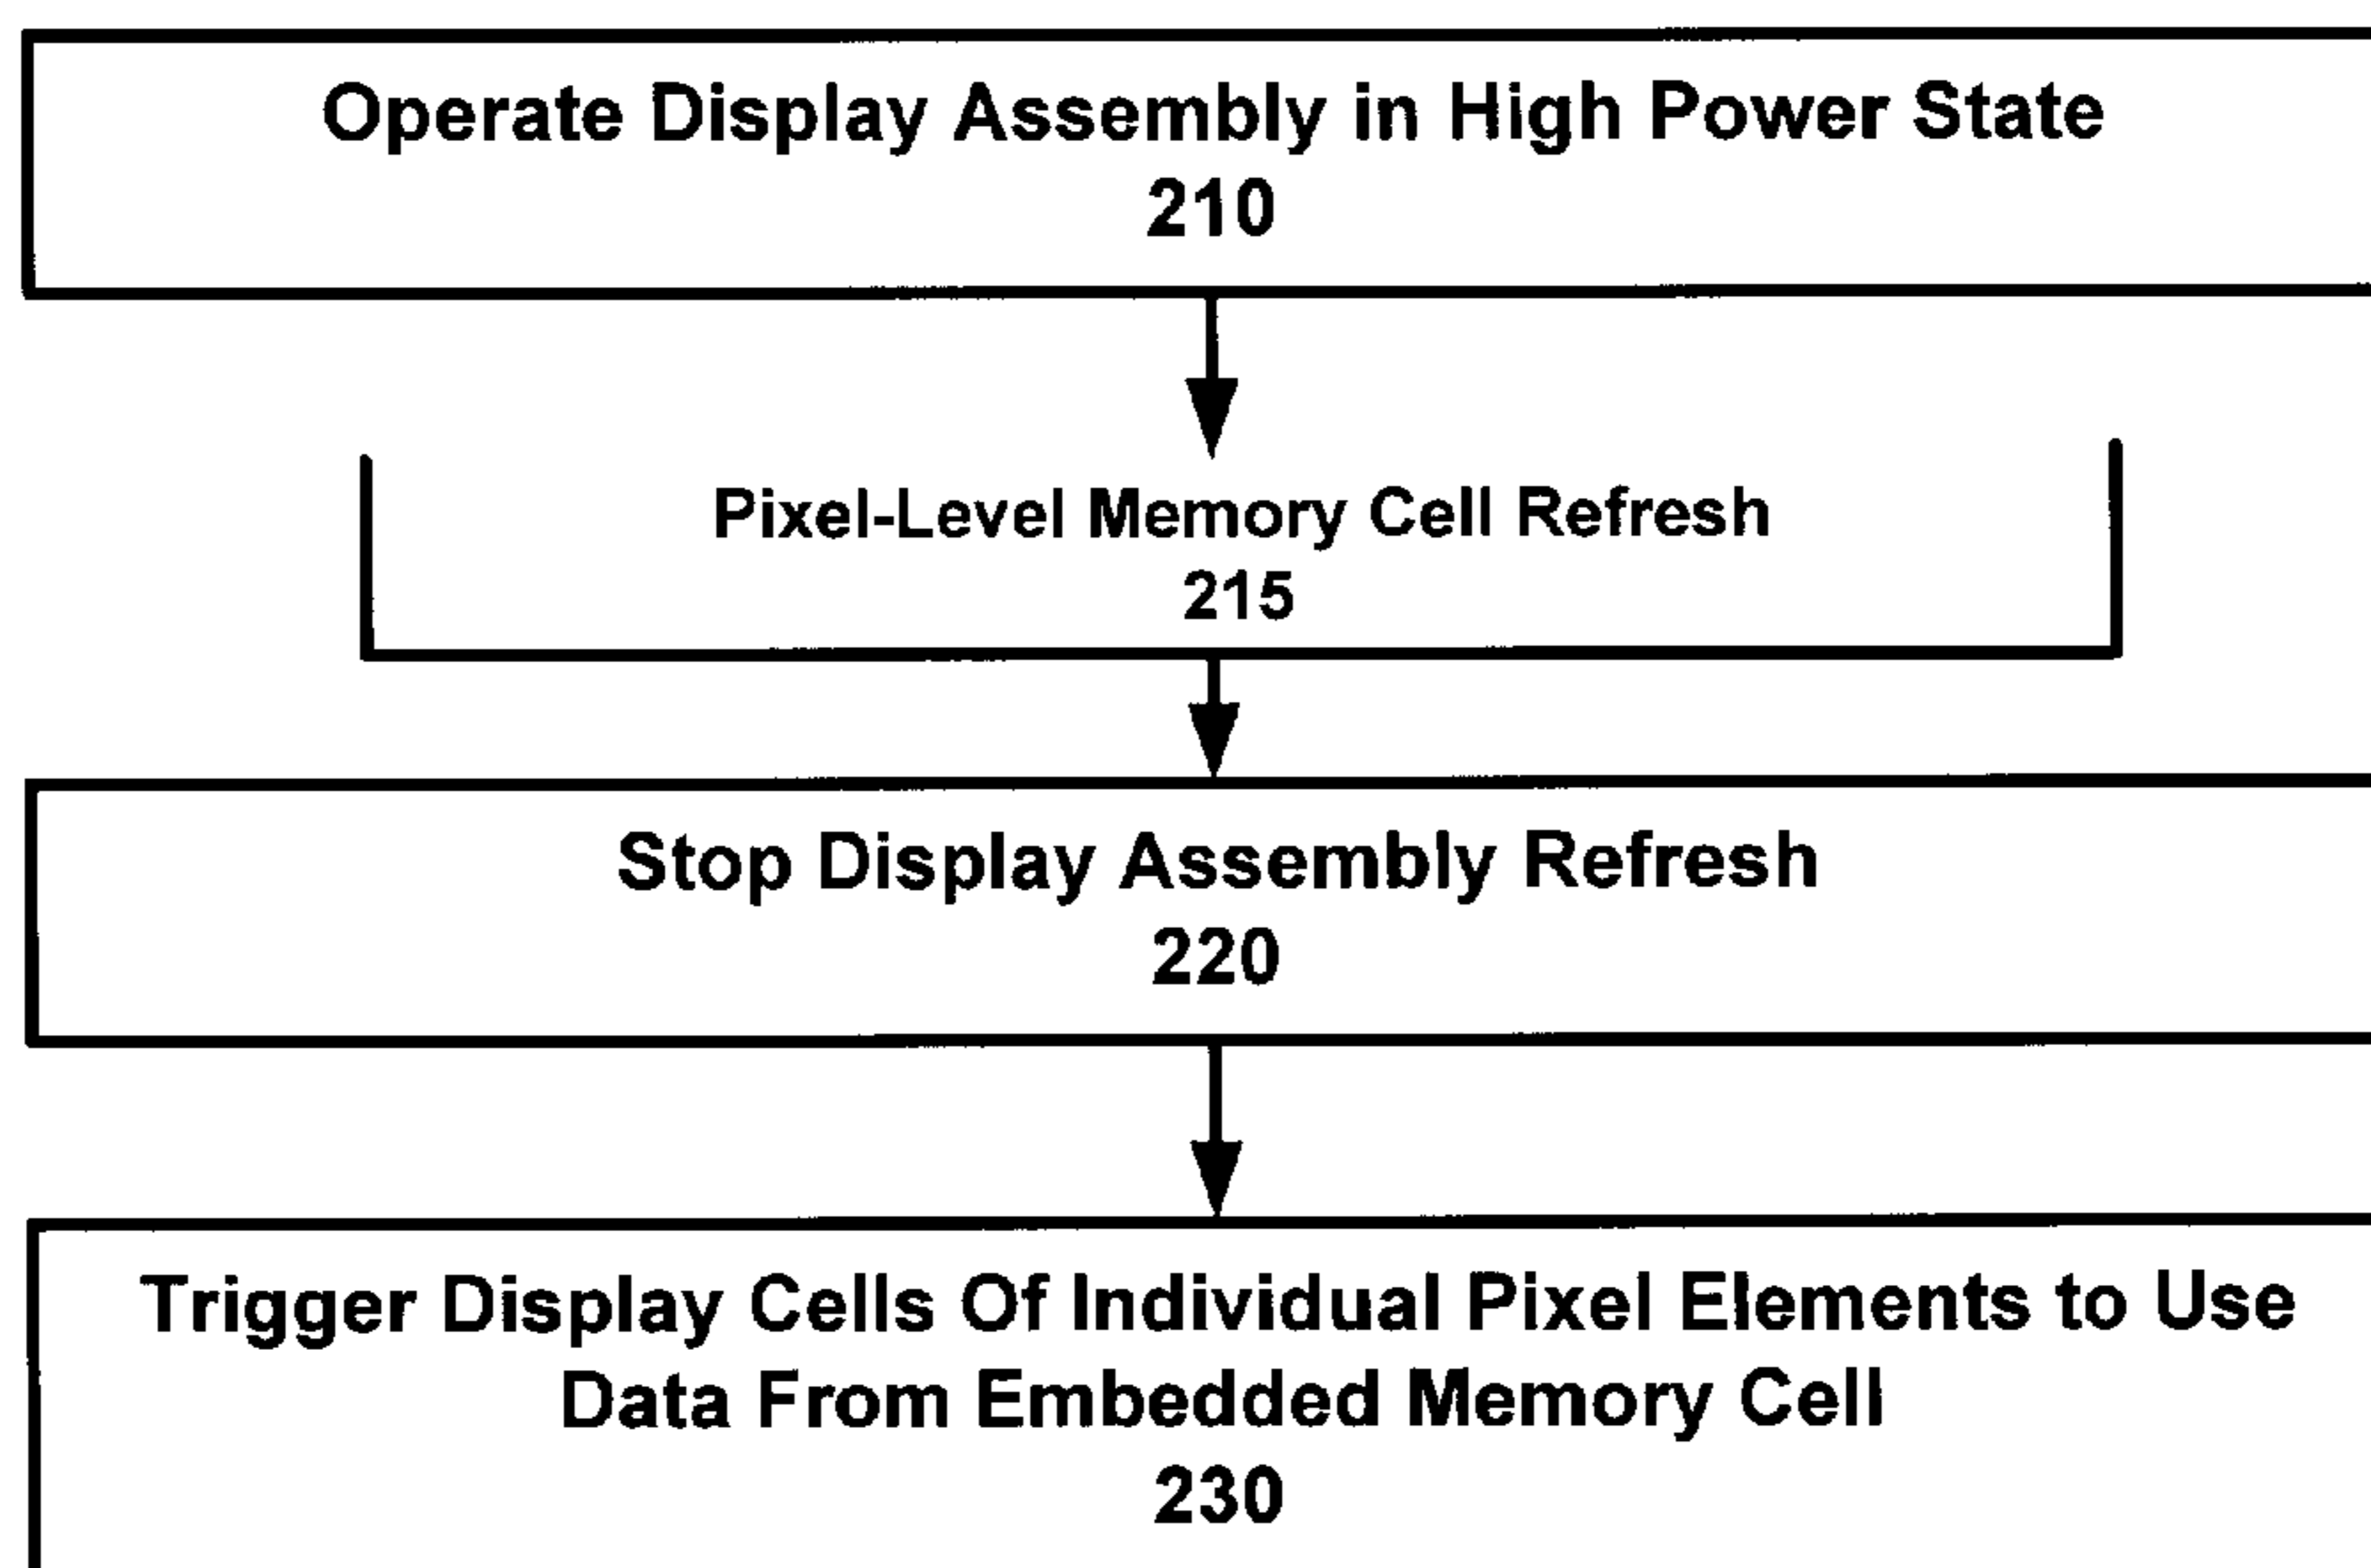 Operate Display Assembly in High Power State
210
Pixel-Level Memory Cell Refresh
215
Stop Display Assembly Refresh
220
Trigger Display Cells Of Individual Pixel Elements to Use
Data From Embedded Memory Cell
230